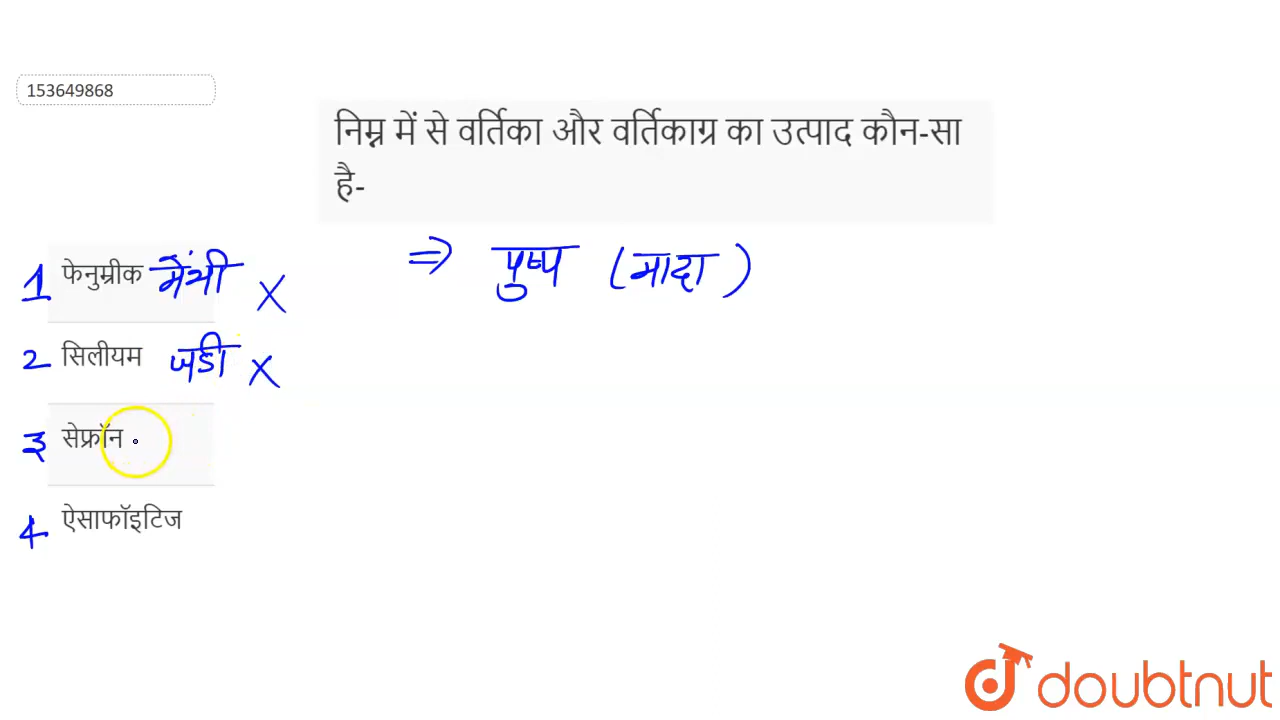 153649868
निम्न में से वर्तिका और वर्तिकाग्र का उत्पाद कौन-सा
है-
⇒ पुष्प (मादा)
1 फेनुम्रीक मेंथी X
2 सिलीयम जडी X
3 सेफ्रॉन
4 ऐसाफॉइटिज
doubtnut